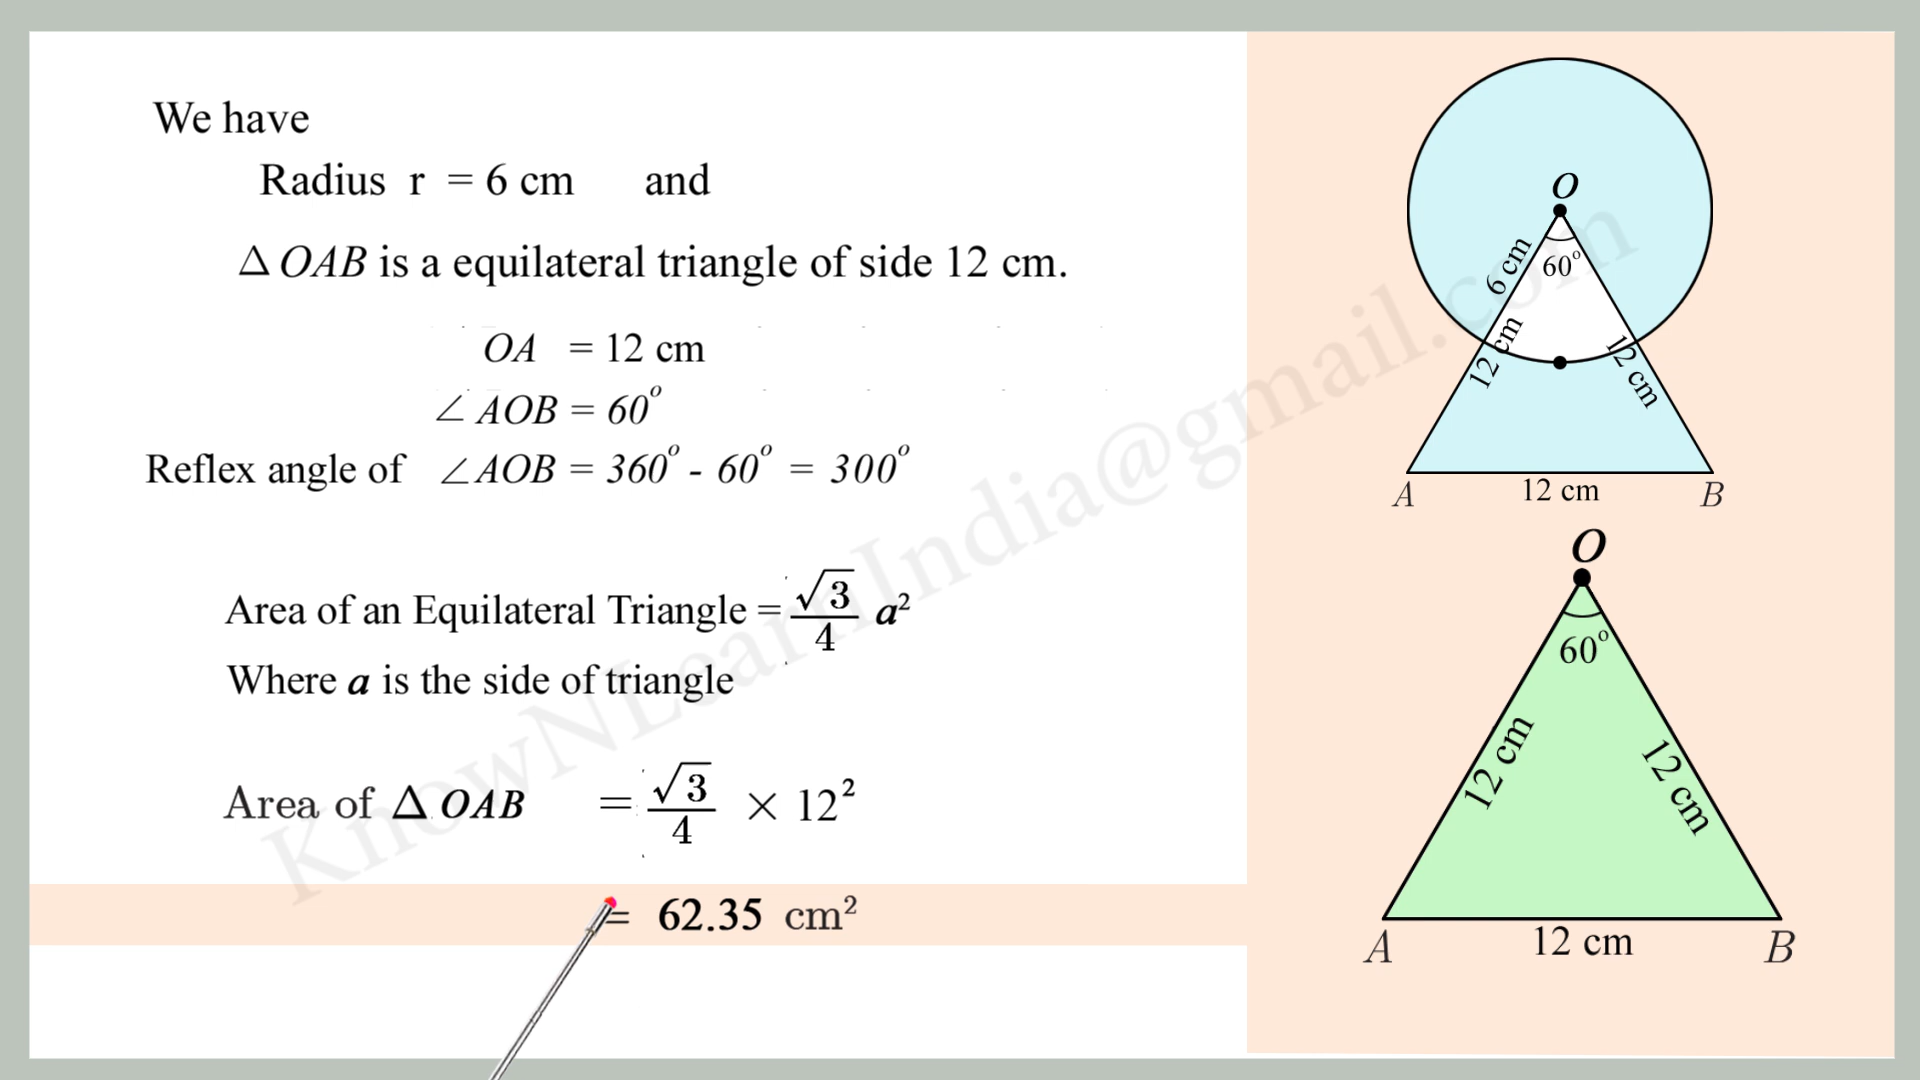 We have
Radius r = 6 cm and
Δ OAB is a equilateral triangle of side 12 cm.
OA = 12 cm
∠ AOB = 60°
Reflex angle of ∠AOB = 360° - 60° = 300°
Area of an Equilateral Triangle = √3/4 a²
Where a is the side of triangle
Area of Δ OAB = √3/4 × 12²
= 62.35 cm²
O
60°
6 cm
12 cm
12 cm
A 12 cm B
O
60°
12 cm
12 cm
A 12 cm B
KnowNLearnIndia@gmail.com